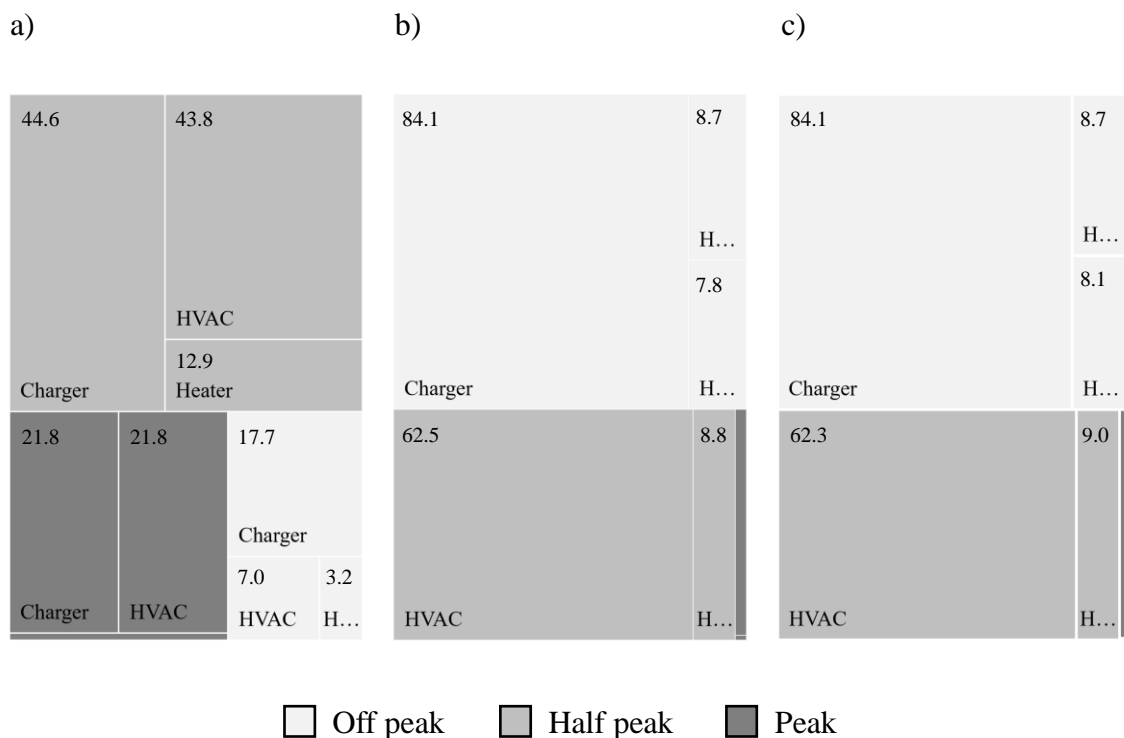 a)
b)
c)
44.6
43.8
HVAC
12.9
Heater
Charger
21.8
21.8
17.7
Charger
7.0
3.2
Charger
HVAC
HVAC
H...
84.1
8.7
H...
7.8
Charger
H...
62.5
8.8
HVAC
H...
84.1
8.7
H...
8.1
Charger
H...
62.3
9.0
HVAC
H...
Off peak
Half peak
Peak